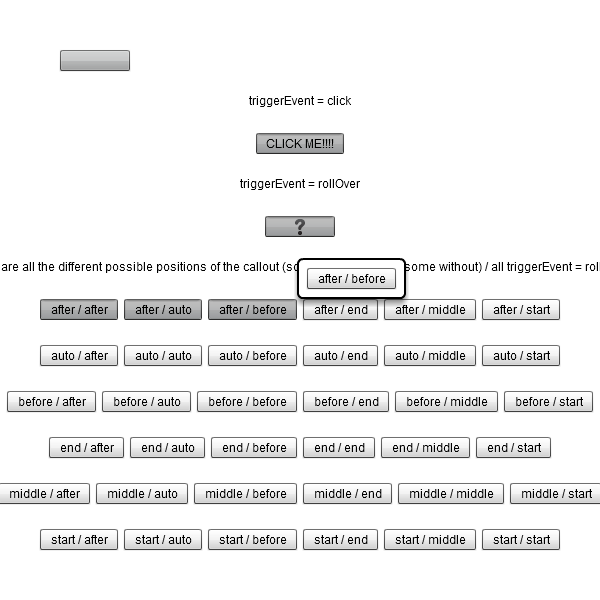 triggerEvent = click
CLICK ME!!!!
triggerEvent = rollOver
?
are all the different possible positions of the callout some without) / all triggerEvent =
after / before
after / after after / auto after / before after / end after / middle after / start
auto / after auto / auto auto / before auto / end auto / middle auto / start
before / after before / auto before / before before / end before / middle before / start
end / after end / auto end / before end / end end / middle end / start
middle / after middle / auto middle / before middle / end middle / middle middle / start
start / after start / auto start / before start / end start / middle start / start